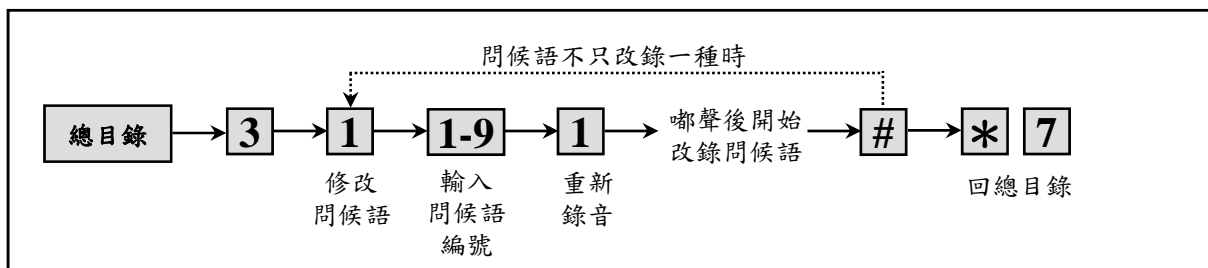 問候語不只改錄一種時
總目錄 3 1 1-9 1 嘟聲後開始 # * 7
改錄問候語
修改 輸入 重新 回總目錄
問候語 問候語 錄音
編號